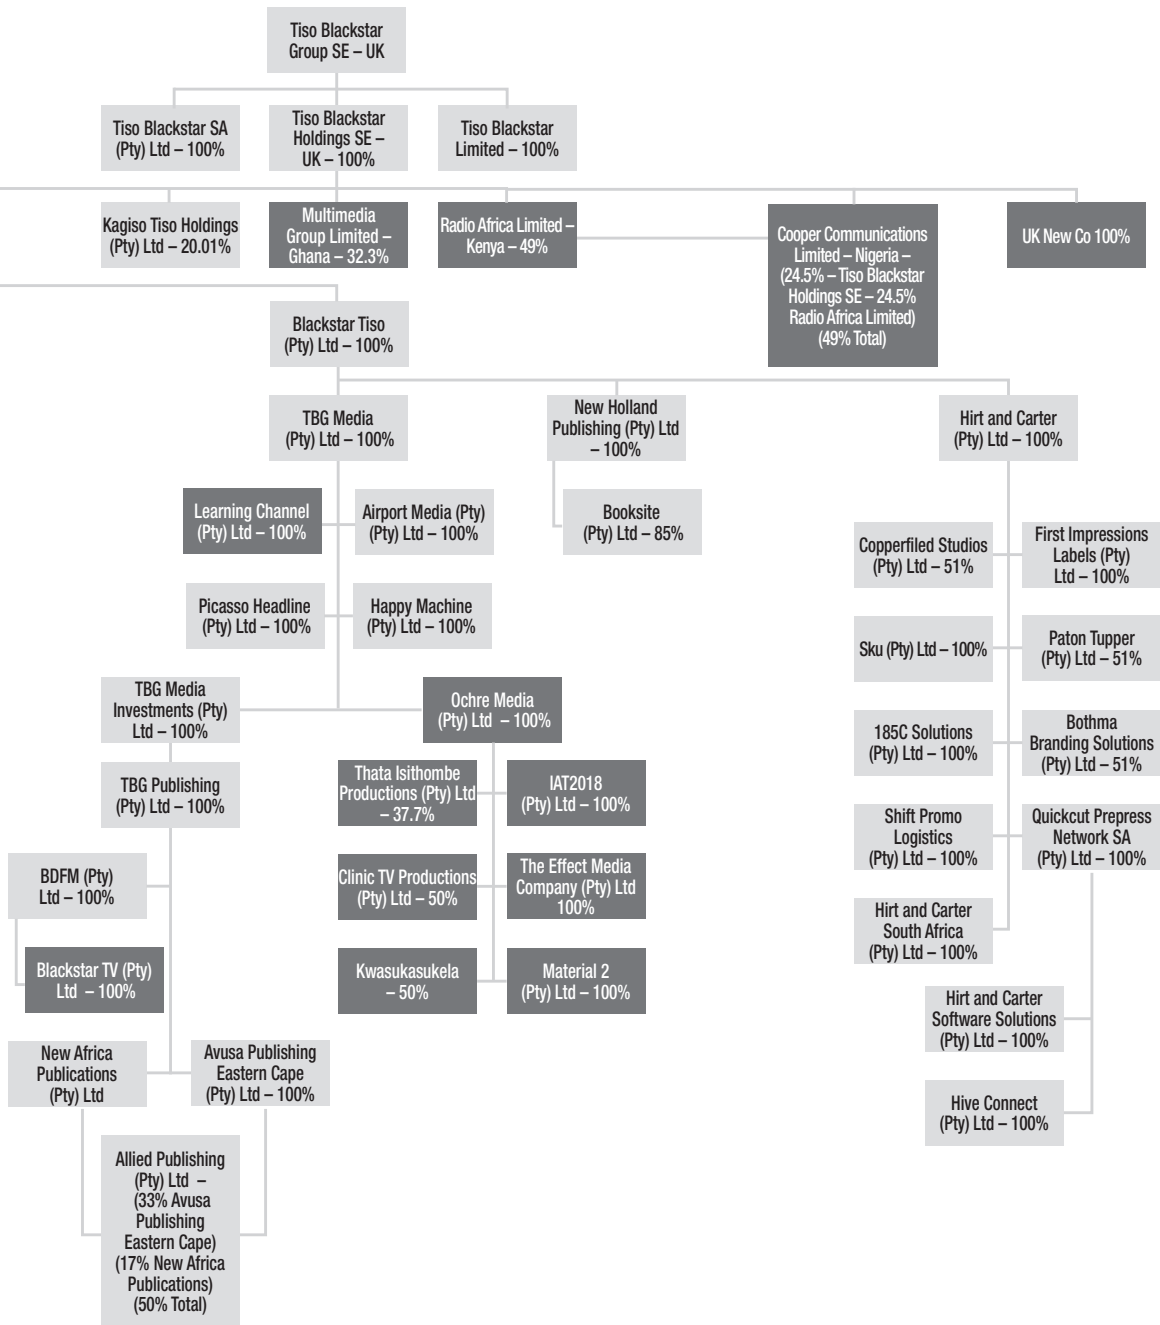 Tiso Blackstar
Group SE – UK
Tiso Blackstar SA
(Pty) Ltd – 100%
Tiso Blackstar
Holdings SE –
UK – 100%
Tiso Blackstar
Limited – 100%
Kagiso Tiso Holdings
(Pty) Ltd – 20.01%
Multimedia
Group Limited –
Ghana – 32.3%
Radio Africa Limited –
Kenya – 49%
Cooper Communications
Limited – Nigeria –
(24.5% – Tiso Blackstar
Holdings SE – 24.5%
Radio Africa Limited)
(49% Total)
UK New Co 100%
Blackstar Tiso
(Pty) Ltd – 100%
TBG Media
(Pty) Ltd – 100%
New Holland
Publishing (Pty) Ltd
– 100%
Hirt and Carter
(Pty) Ltd – 100%
Learning Channel
(Pty) Ltd – 100%
Airport Media (Pty)
(Pty) Ltd – 100%
Booksite
(Pty) Ltd – 85%
Copperfiled Studios
(Pty) Ltd – 51%
First Impressions
Labels (Pty)
Ltd – 100%
Picasso Headline
(Pty) Ltd – 100%
Happy Machine
(Pty) Ltd – 100%
Sku (Pty) Ltd – 100%
Paton Tupper
(Pty) Ltd – 51%
TBG Media
Investments (Pty)
Ltd – 100%
Ochre Media
(Pty) Ltd – 100%
185C Solutions
(Pty) Ltd – 100%
Bothma
Branding Solutions
(Pty) Ltd – 51%
TBG Publishing
(Pty) Ltd – 100%
Thata Isithombe
Productions (Pty) Ltd
– 37.7%
IAT2018
(Pty) Ltd – 100%
Shift Promo
Logistics
(Pty) Ltd – 100%
Quickcut Prepress
Network SA
(Pty) Ltd – 100%
BDFM (Pty)
Ltd – 100%
Clinic TV Productions
(Pty) Ltd – 50%
The Effect Media
Company (Pty) Ltd
100%
Hirt and Carter
South Africa
(Pty) Ltd – 100%
Blackstar TV (Pty)
Ltd – 100%
Kwasukasukela
– 50%
Material 2
(Pty) Ltd – 100%
Hirt and Carter
Software Solutions
(Pty) Ltd – 100%
New Africa
Publications
(Pty) Ltd
Avusa Publishing
Eastern Cape
(Pty) Ltd – 100%
Hive Connect
(Pty) Ltd – 100%
Allied Publishing
(Pty) Ltd –
(33% Avusa
Publishing
Eastern Cape)
(17% New Africa
Publications)
(50% Total)